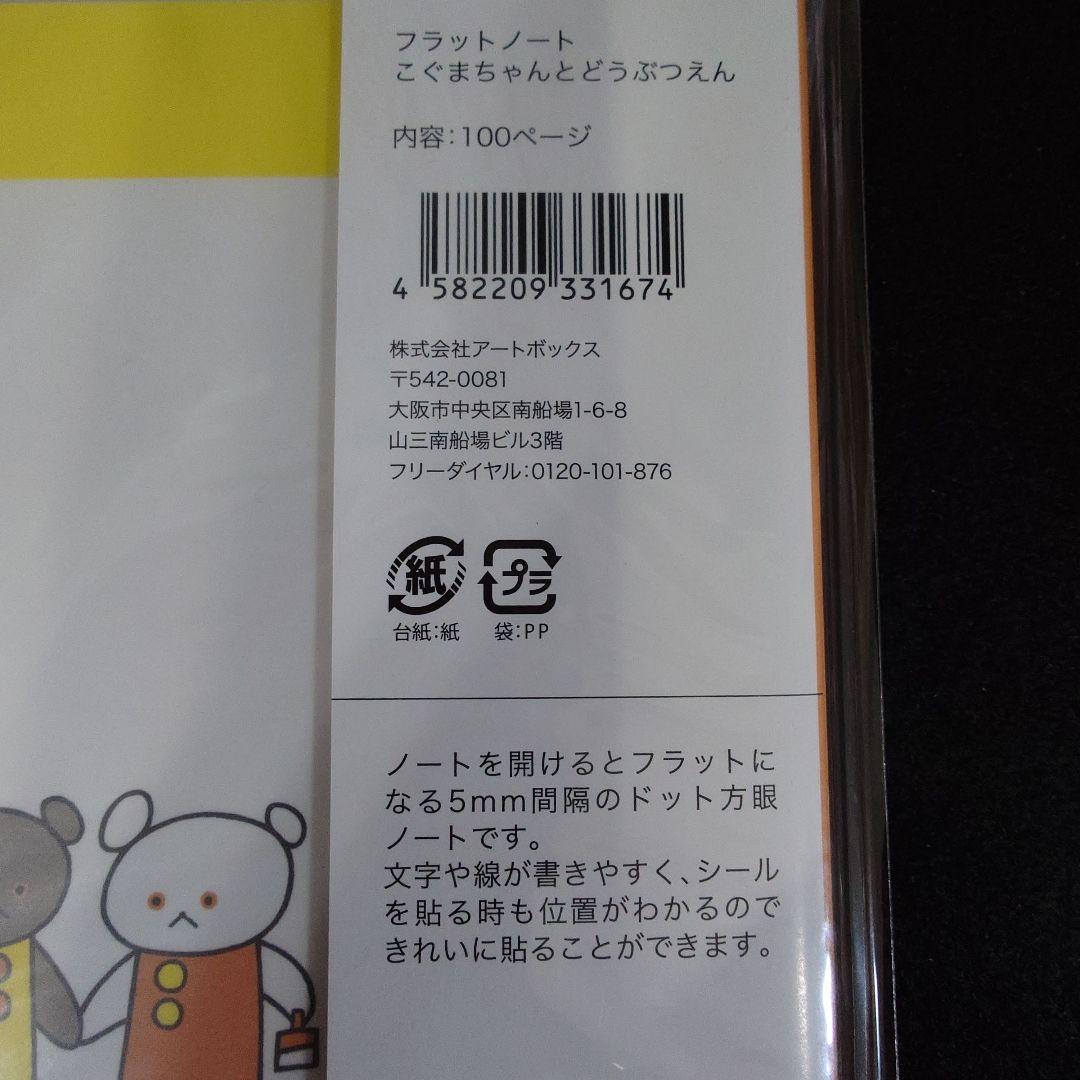 フラットノート
こぐまちゃんとどうぶつえん
内容:100ページ
4 582209 331674
株式会社アートボックス
〒542-0081
大阪市中央区南船場1-6-8
山三南船場ビル3階
フリーダイヤル:0120-101-876
紙 プラ
台紙:紙 袋:PP
ノートを開けるとフラットに
なる5mm間隔のドット方眼
ノートです。
文字や線が書きやすく、シール
を貼る時も位置がわかるので
きれいに貼ることができます。